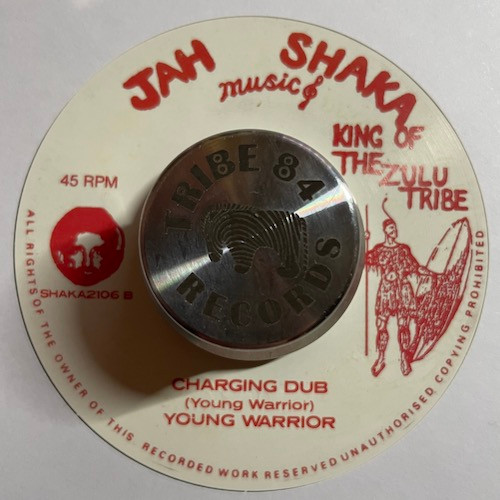 JAH SHAKA
music
KING OF
THE ZULU
TRIBE
45 RPM
TRIBE 84
RECORDS
SHAKA2106 B
CHARGING DUB
(Young Warrior)
YOUNG WARRIOR
ALL RIGHTS OF THE OWNER OF THIS RECORDED WORK RESERVED UNAUTHORISED COPYING PROHIBITED